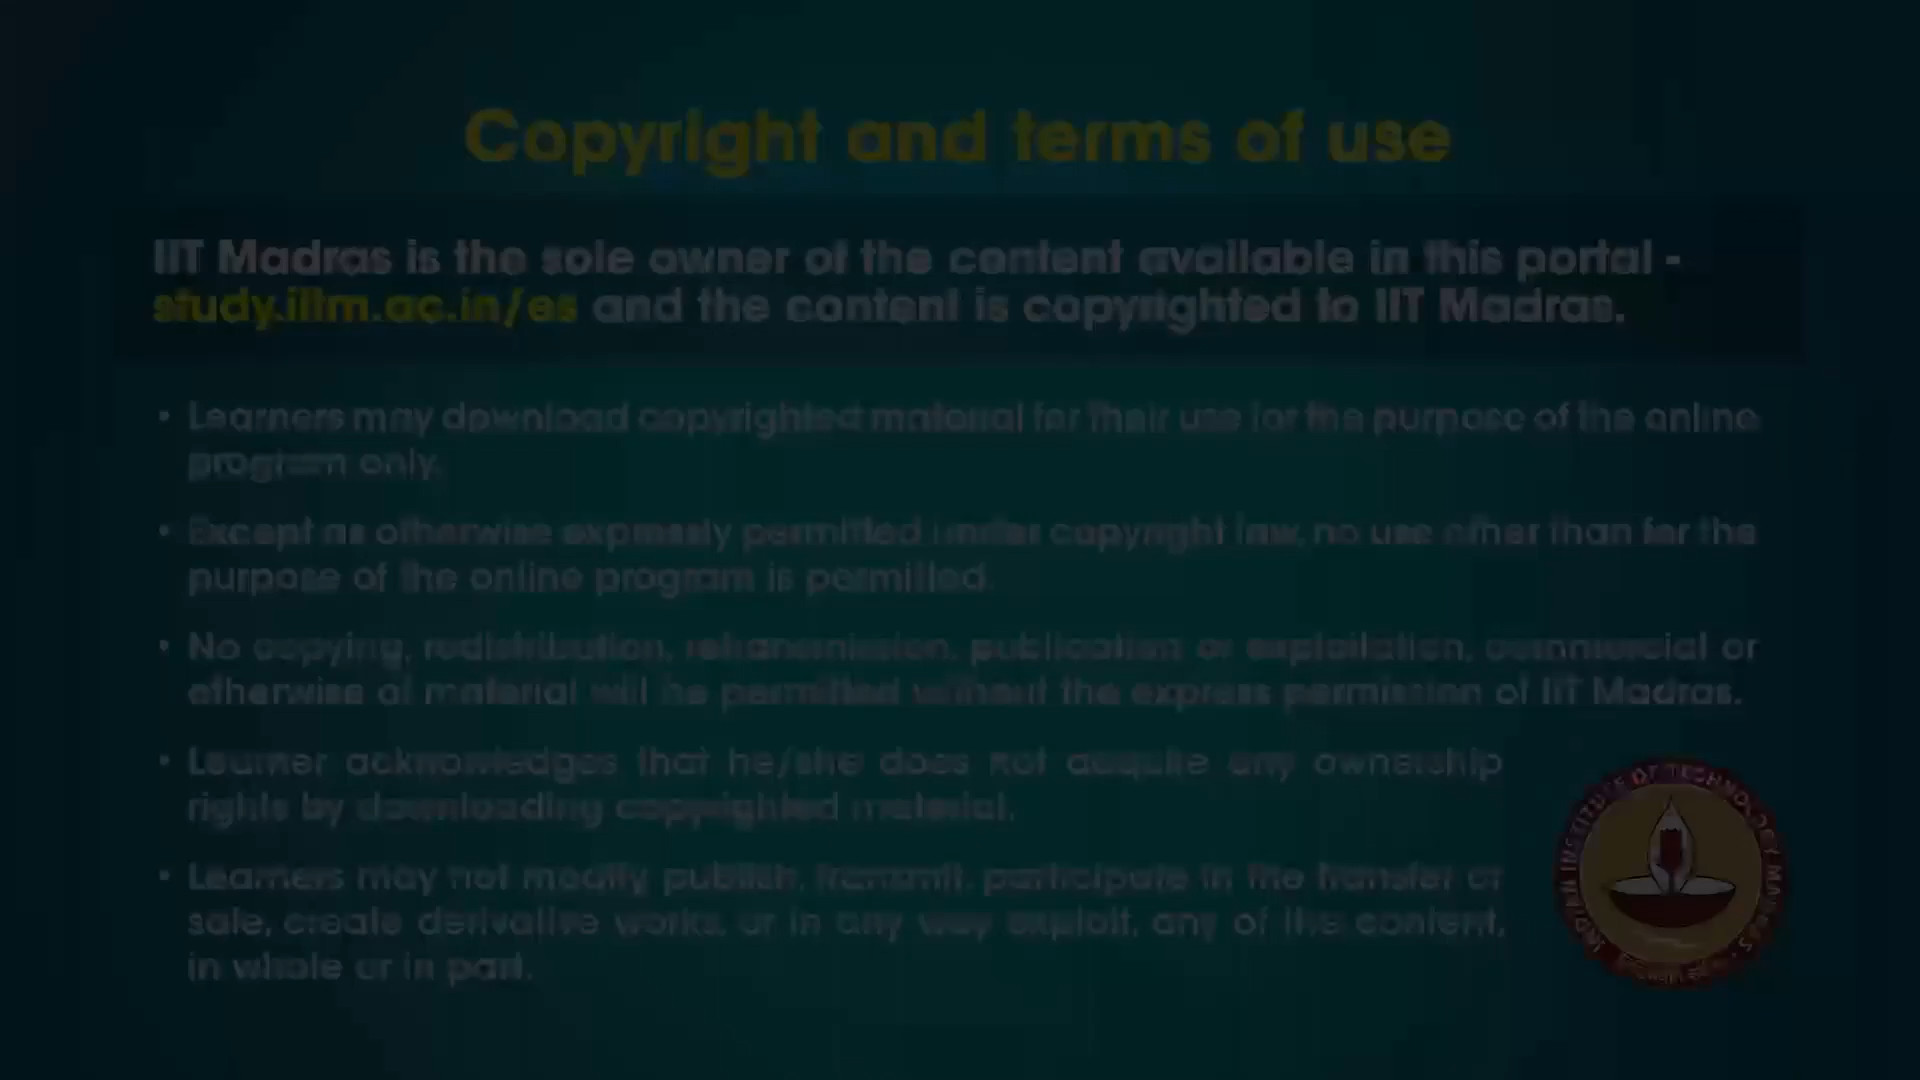 Copyright and terms of use
IIT Madras is the sole owner of the content available in this portal -
study.iitm.ac.in/es and the content is copyrighted to IIT Madras.
• Learners may download copyrighted material for their use for the purpose of the online
program only.
• Except as otherwise expressly permitted under copyright law, no use other than for the
purpose of the online program is permitted.
• No copying, redistribution, retransmission, publication or exploitation, commercial or
otherwise of material will be permitted without the express permission of IIT Madras.
• Learner acknowledges that he/she does not acquire any ownership
rights by downloading copyrighted material.
• Learners may not modify, publish, transmit, participate in the transfer or
sale, create derivative works, or in any way exploit, any of the content,
in whole or in part.
INDIAN INSTITUTE OF TECHNOLOGY MADRAS